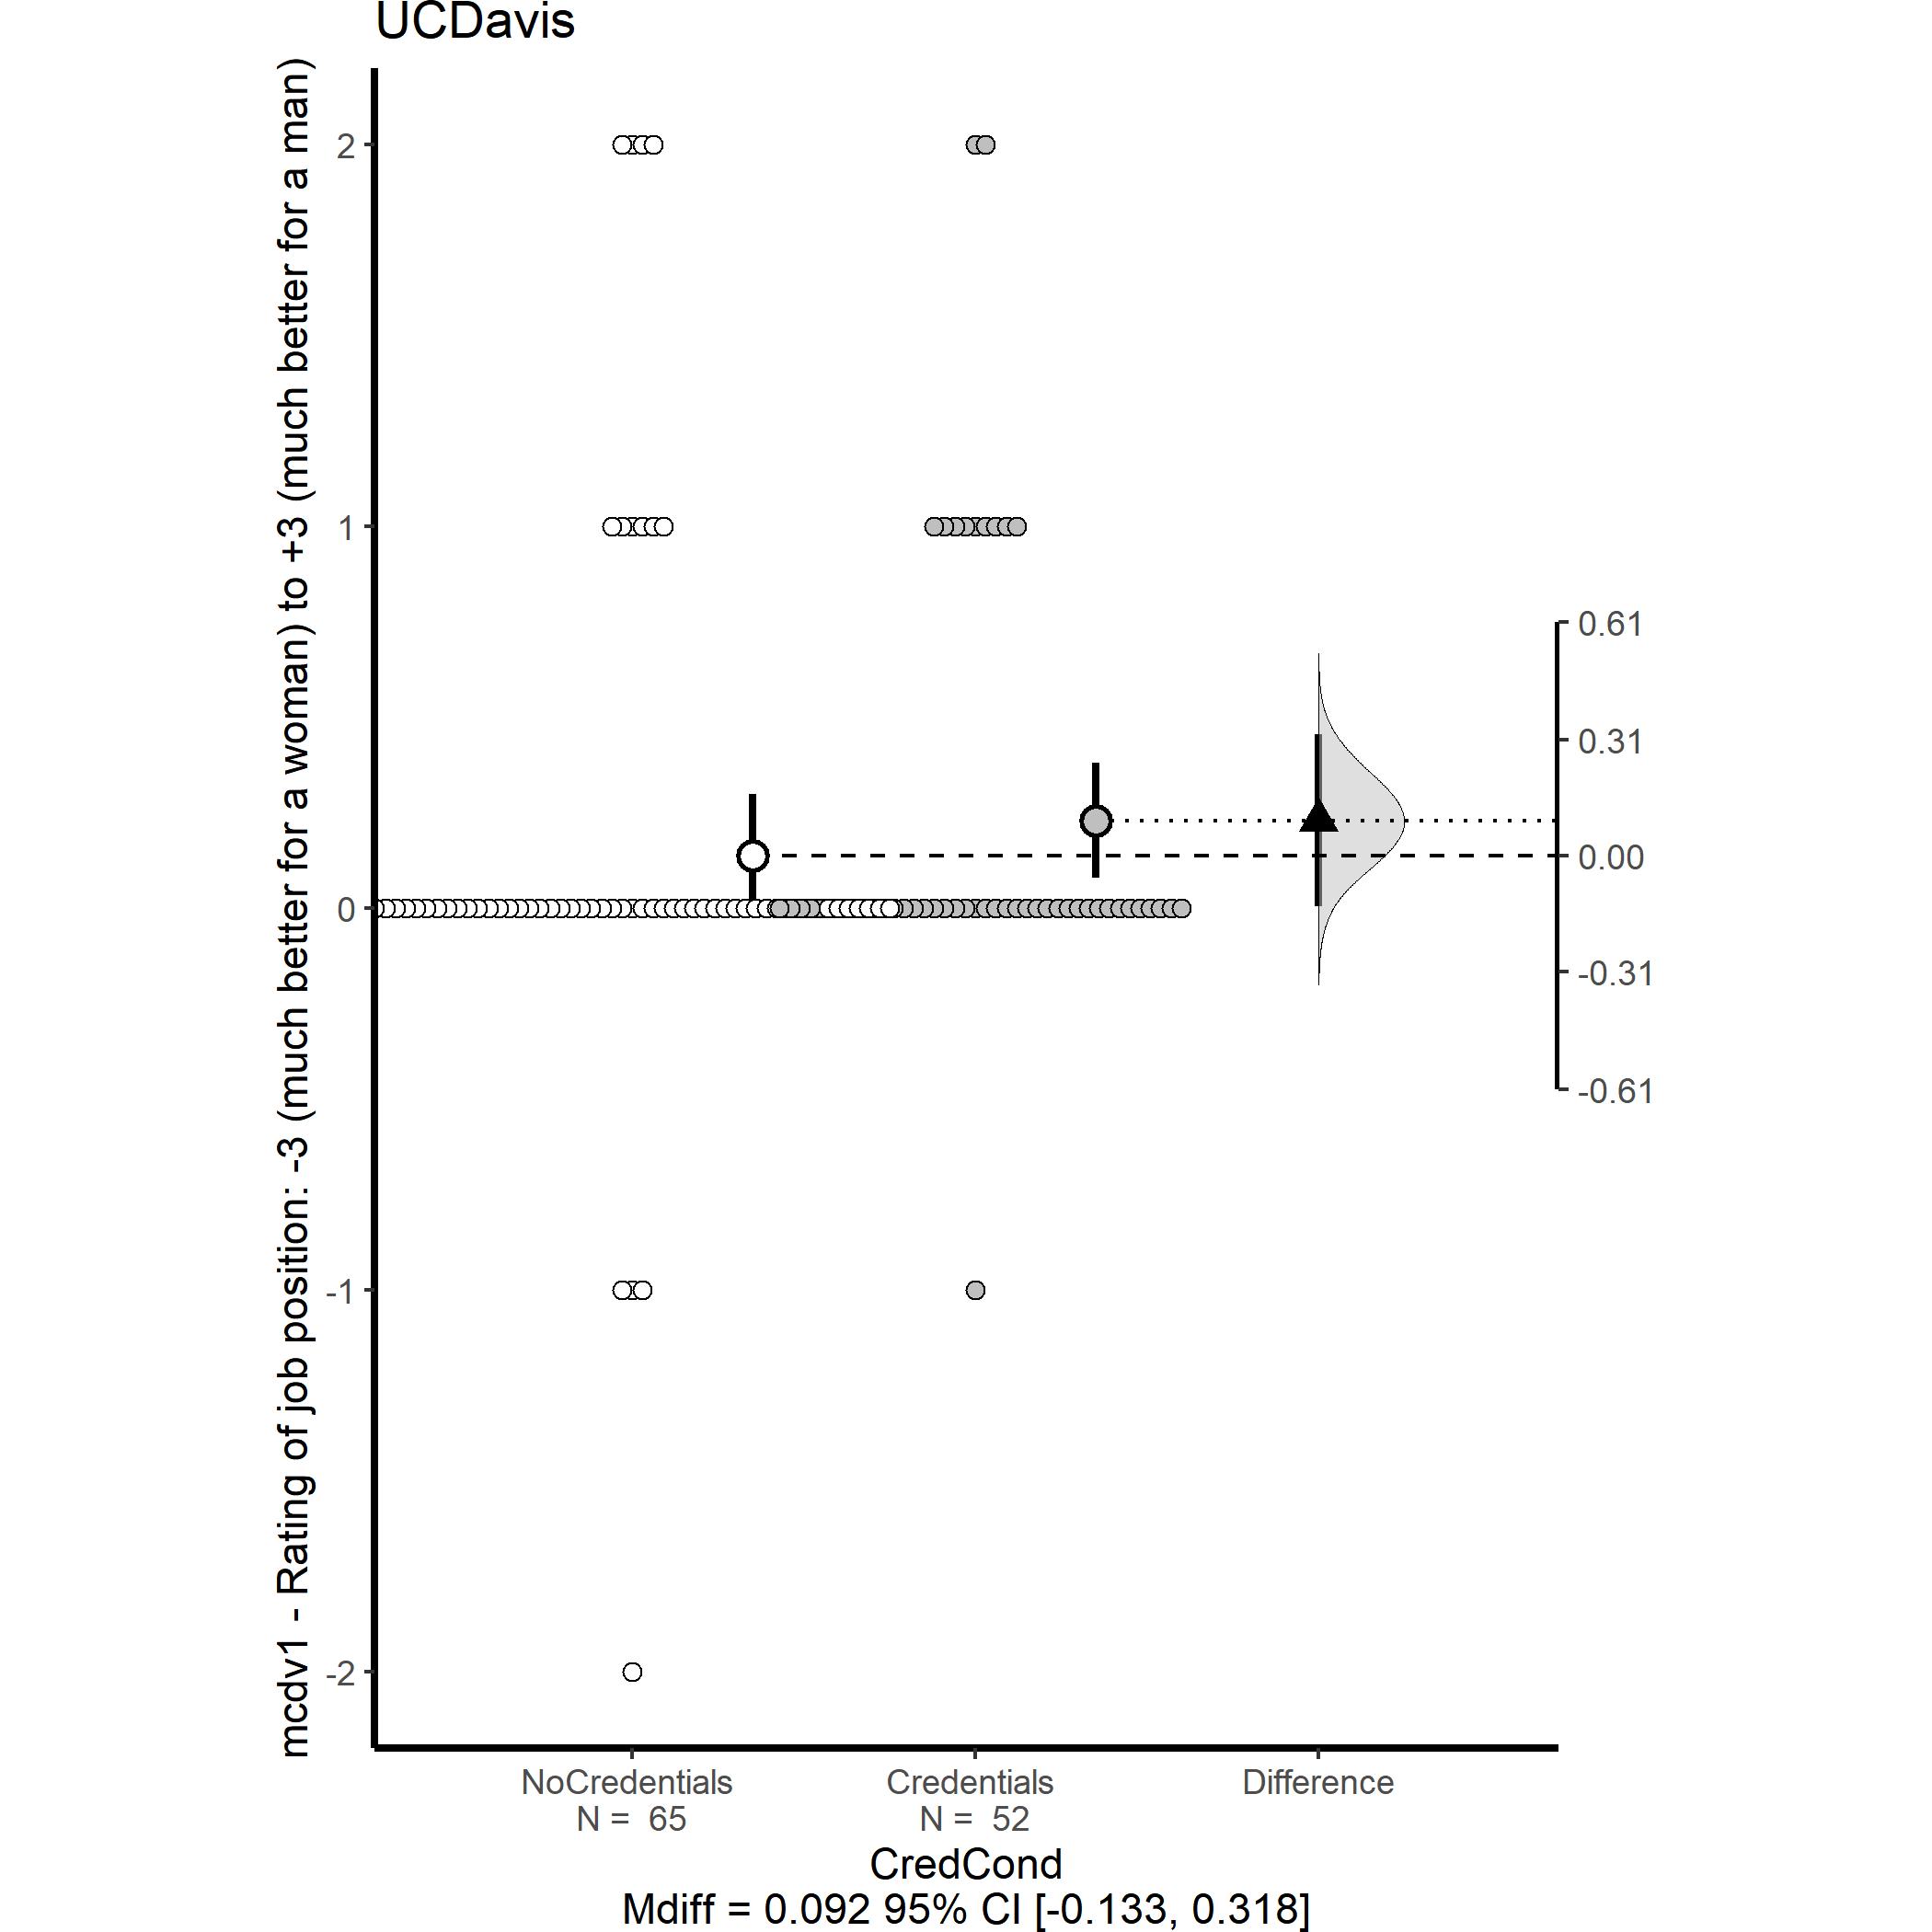 UCDavis
mcdv1 - Rating of job position: -3 (much better for a woman) to +3 (much better for a man)
2
1
0
-1
-2
0.61
0.31
0.00
-0.31
-0.61
NoCredentials
N =  65
Credentials
N =  52
Difference
CredCond
Mdiff = 0.092 95% CI [-0.133, 0.318]